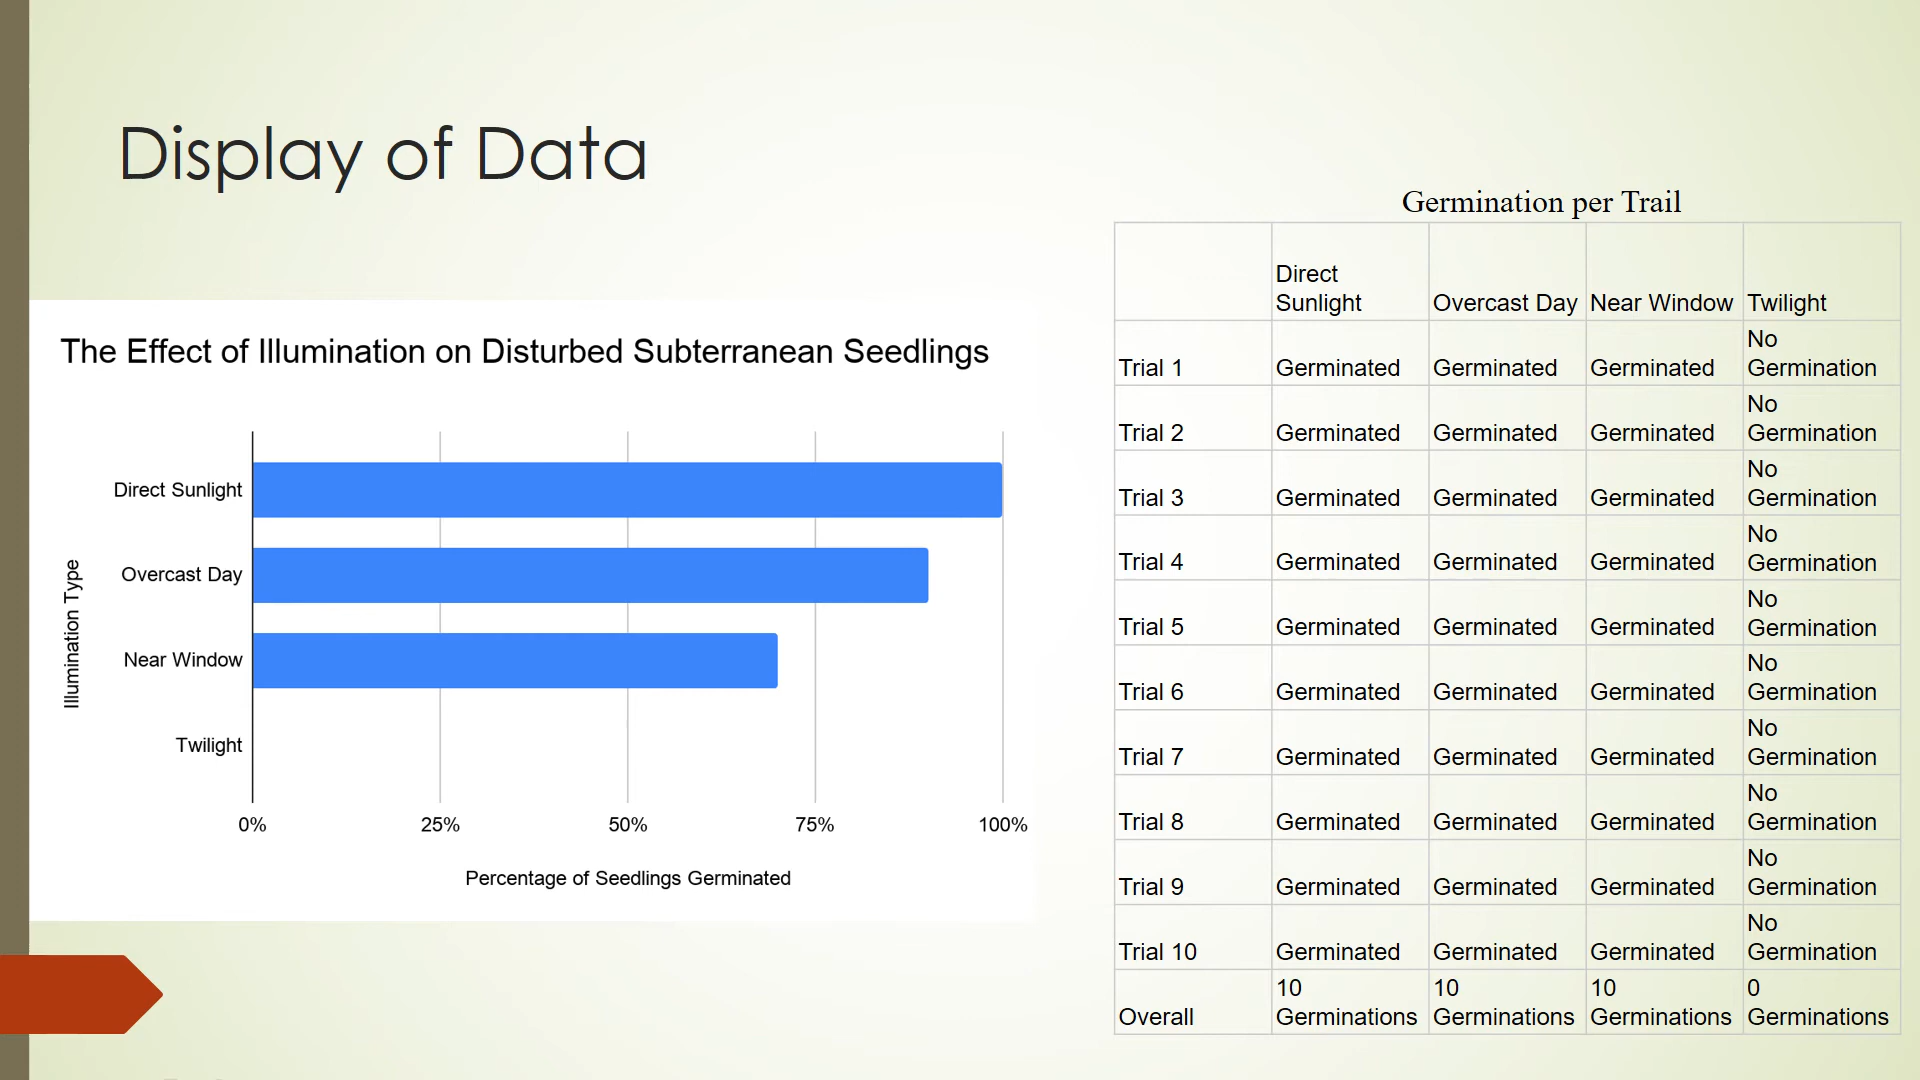 Display of Data
The Effect of Illumination on Disturbed Subterranean Seedlings
Illumination Type
Direct Sunlight
Overcast Day
Near Window
Twilight
0% 25% 50% 75% 100%
Percentage of Seedlings Germinated
Germination per Trail
Direct Sunlight Overcast Day Near Window Twilight
Trial 1 Germinated Germinated Germinated No Germination
Trial 2 Germinated Germinated Germinated No Germination
Trial 3 Germinated Germinated Germinated No Germination
Trial 4 Germinated Germinated Germinated No Germination
Trial 5 Germinated Germinated Germinated No Germination
Trial 6 Germinated Germinated Germinated No Germination
Trial 7 Germinated Germinated Germinated No Germination
Trial 8 Germinated Germinated Germinated No Germination
Trial 9 Germinated Germinated Germinated No Germination
Trial 10 Germinated Germinated Germinated No Germination
Overall 10 Germinations 10 Germinations 10 Germinations 0 Germinations